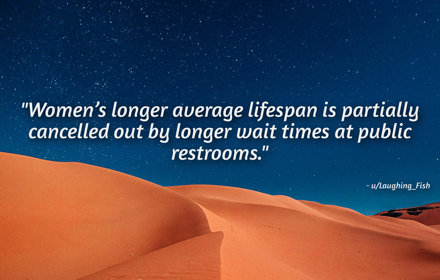 "Women’s longer average lifespan is partially
cancelled out by longer wait times at public
restrooms."
- u/Laughing_Fish